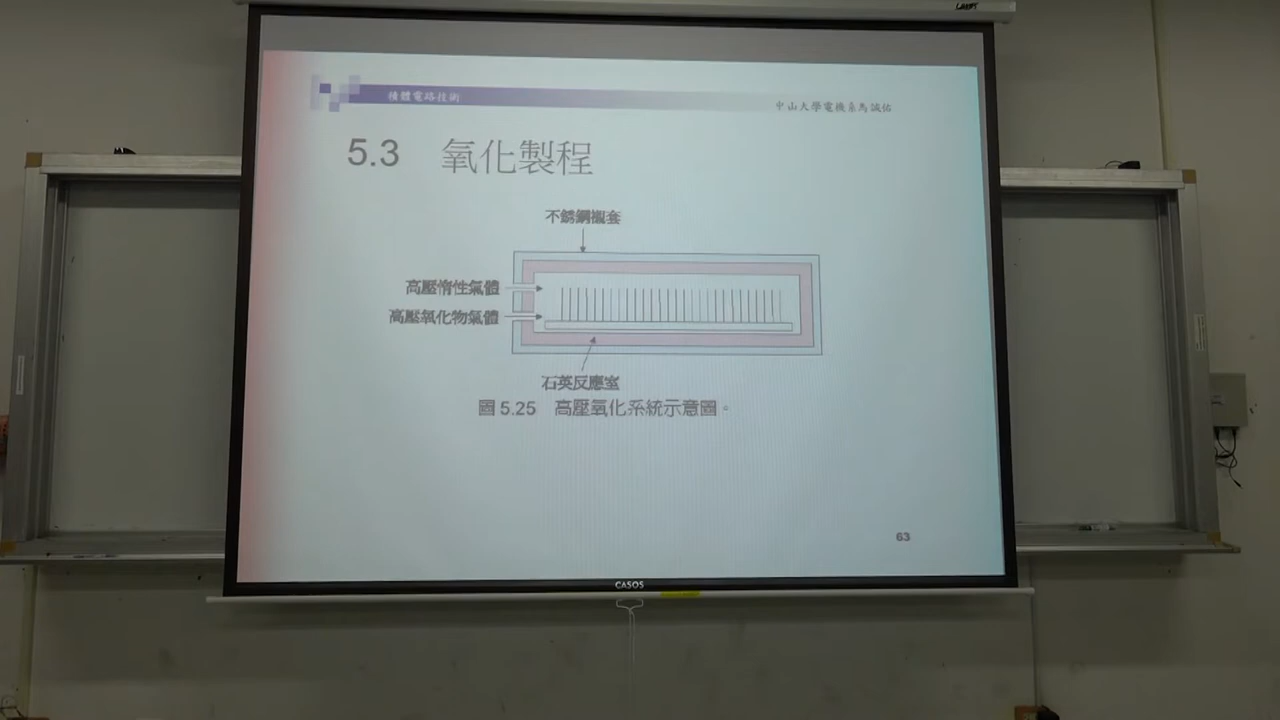 積體電路技術
中山大學電機系馬誠佑
5.3 氧化製程
不銹鋼襯套
高壓惰性氣體
高壓氧化物氣體
石英反應室
圖 5.25 高壓氧化系統示意圖。
63
CASOS